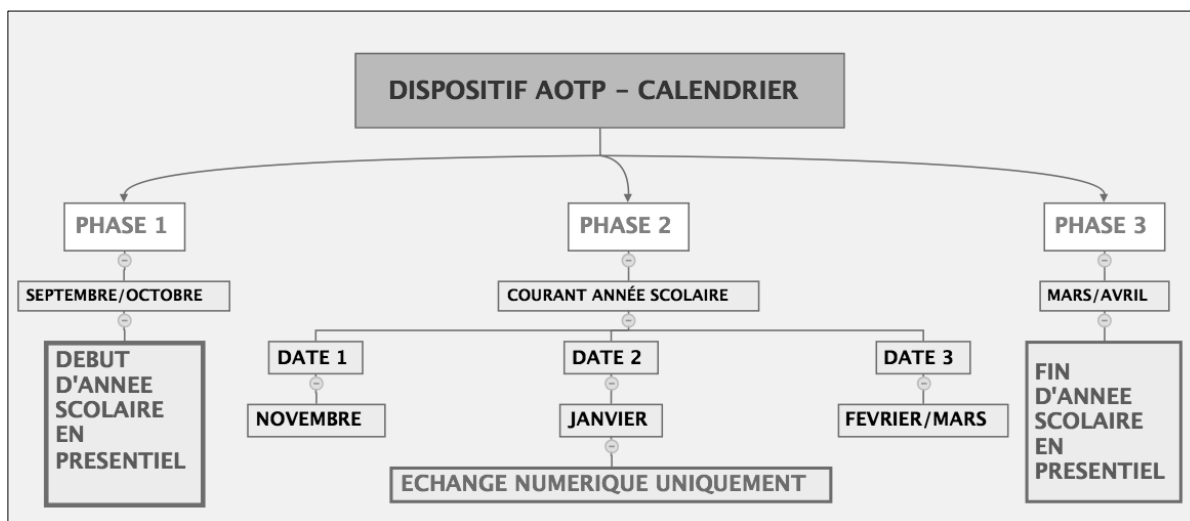 DISPOSITIF AOTP – CALENDRIER
PHASE 1
PHASE 2
PHASE 3
SEPTEMBRE/OCTOBRE
COURANT ANNÉE SCOLAIRE
MARS/AVRIL
DEBUT
D'ANNEE
SCOLAIRE
EN
PRESENTIEL
DATE 1
DATE 2
DATE 3
NOVEMBRE
JANVIER
FEVRIER/MARS
ECHANGE NUMERIQUE UNIQUEMENT
FIN
D'ANNEE
SCOLAIRE
EN
PRESENTIEL